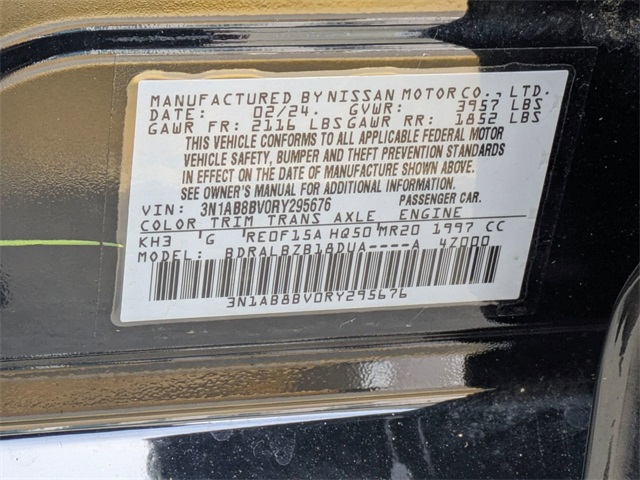 MANUFACTURED BY NISSAN MOTOR CO., LTD.
DATE: 02/24. GVWR: 3957 LBS
GAWR FR: 2116 LBS GAWR RR: 1852 LBS
THIS VEHICLE CONFORMS TO ALL APPLICABLE FEDERAL MOTOR
VEHICLE SAFETY, BUMPER AND THEFT PREVENTION STANDARDS
IN EFFECT ON THE DATE OF MANUFACTURE SHOWN ABOVE.
SEE OWNER'S MANUAL FOR ADDITIONAL INFORMATION.
VIN: 3N1AB8BV0RY295676 PASSENGER CAR.
COLOR TRIM TRANS AXLE ENGINE
KH3 'G RE0F15A HQ50 MR20 1997 CC
MODEL: BDRALBZB18DUA----A 4Z000
3N1AB8BV0RY295676